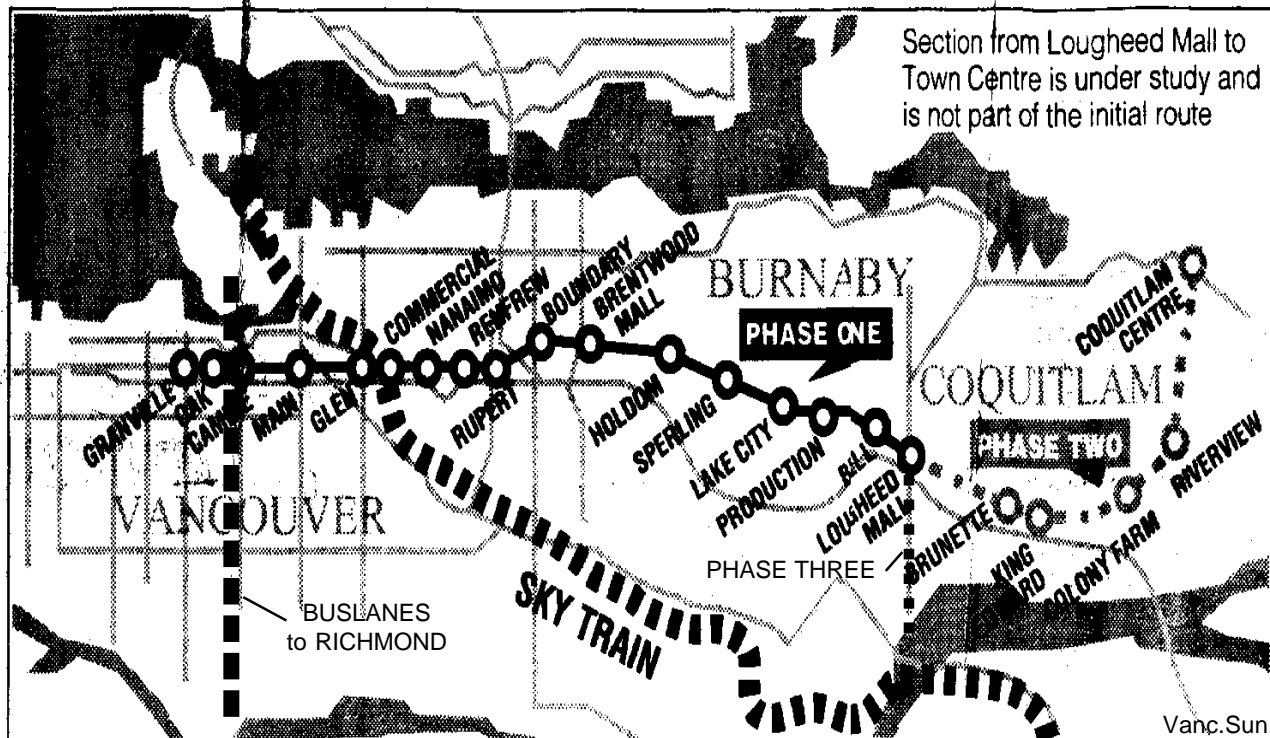 Section from Lougheed Mall to
Town Centre is under study and
is not part of the initial route
COMMERCIAL
NANAIMO
RENFREW
BOUNDARY
BRENTWOOD
MALL
BURNABY
PHASE ONE
COQUITLAM
CENTRE
COQUITLAM
PHASE TWO
GRANVILLE
OAK
CAMBIE
MAIN
GLEN
RUPERT
HOLDOM
SPERLING
LAKE CITY
PRODUCTION
LOUGHEED
MALL
BRUNETTE
KING
COLONY FARM
RIVERVIEW
VANCOUVER
PHASE THREE
BUSLANES
to RICHMOND
SKY TRAIN
Vanc.Sun